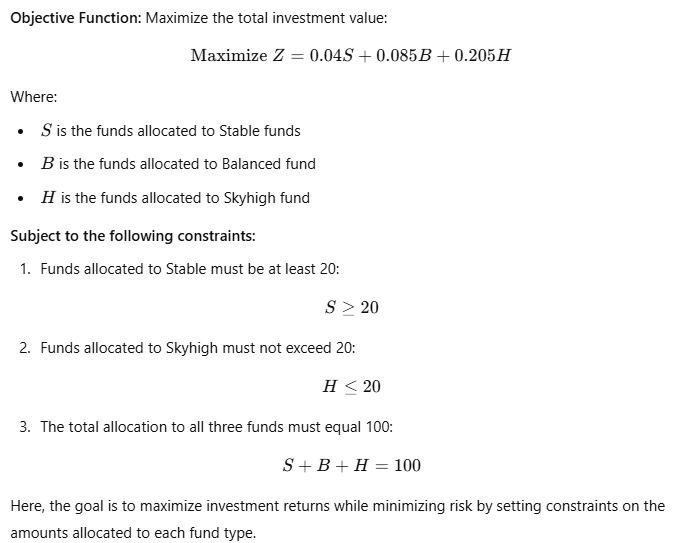 Objective Function: Maximize the total investment value:
Maximize Z = 0.04S + 0.085B + 0.205H
Where:
• S is the funds allocated to Stable funds
• B is the funds allocated to Balanced fund
• H is the funds allocated to Skyhigh fund
Subject to the following constraints:
1. Funds allocated to Stable must be at least 20:
S ≥ 20
2. Funds allocated to Skyhigh must not exceed 20:
H ≤ 20
3. The total allocation to all three funds must equal 100:
S + B + H = 100
Here, the goal is to maximize investment returns while minimizing risk by setting constraints on the
amounts allocated to each fund type.